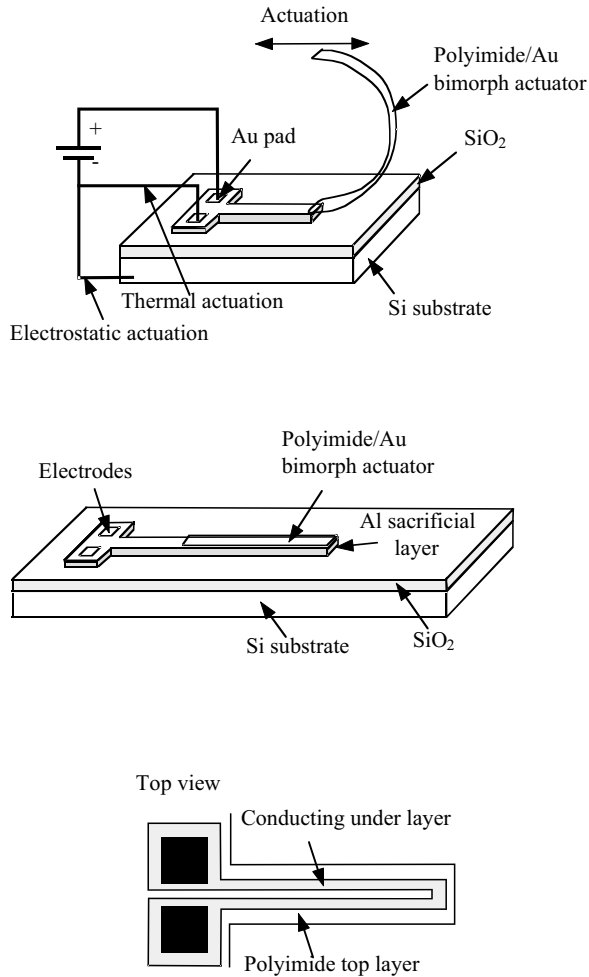 Actuation
Polyimide/Au
bimorph actuator
+
Au pad
SiO₂
-
Thermal actuation
Si substrate
Electrostatic actuation
Polyimide/Au
bimorph actuator
Electrodes
Al sacrificial
layer
Si substrate
SiO₂
Top view
Conducting under layer
Polyimide top layer